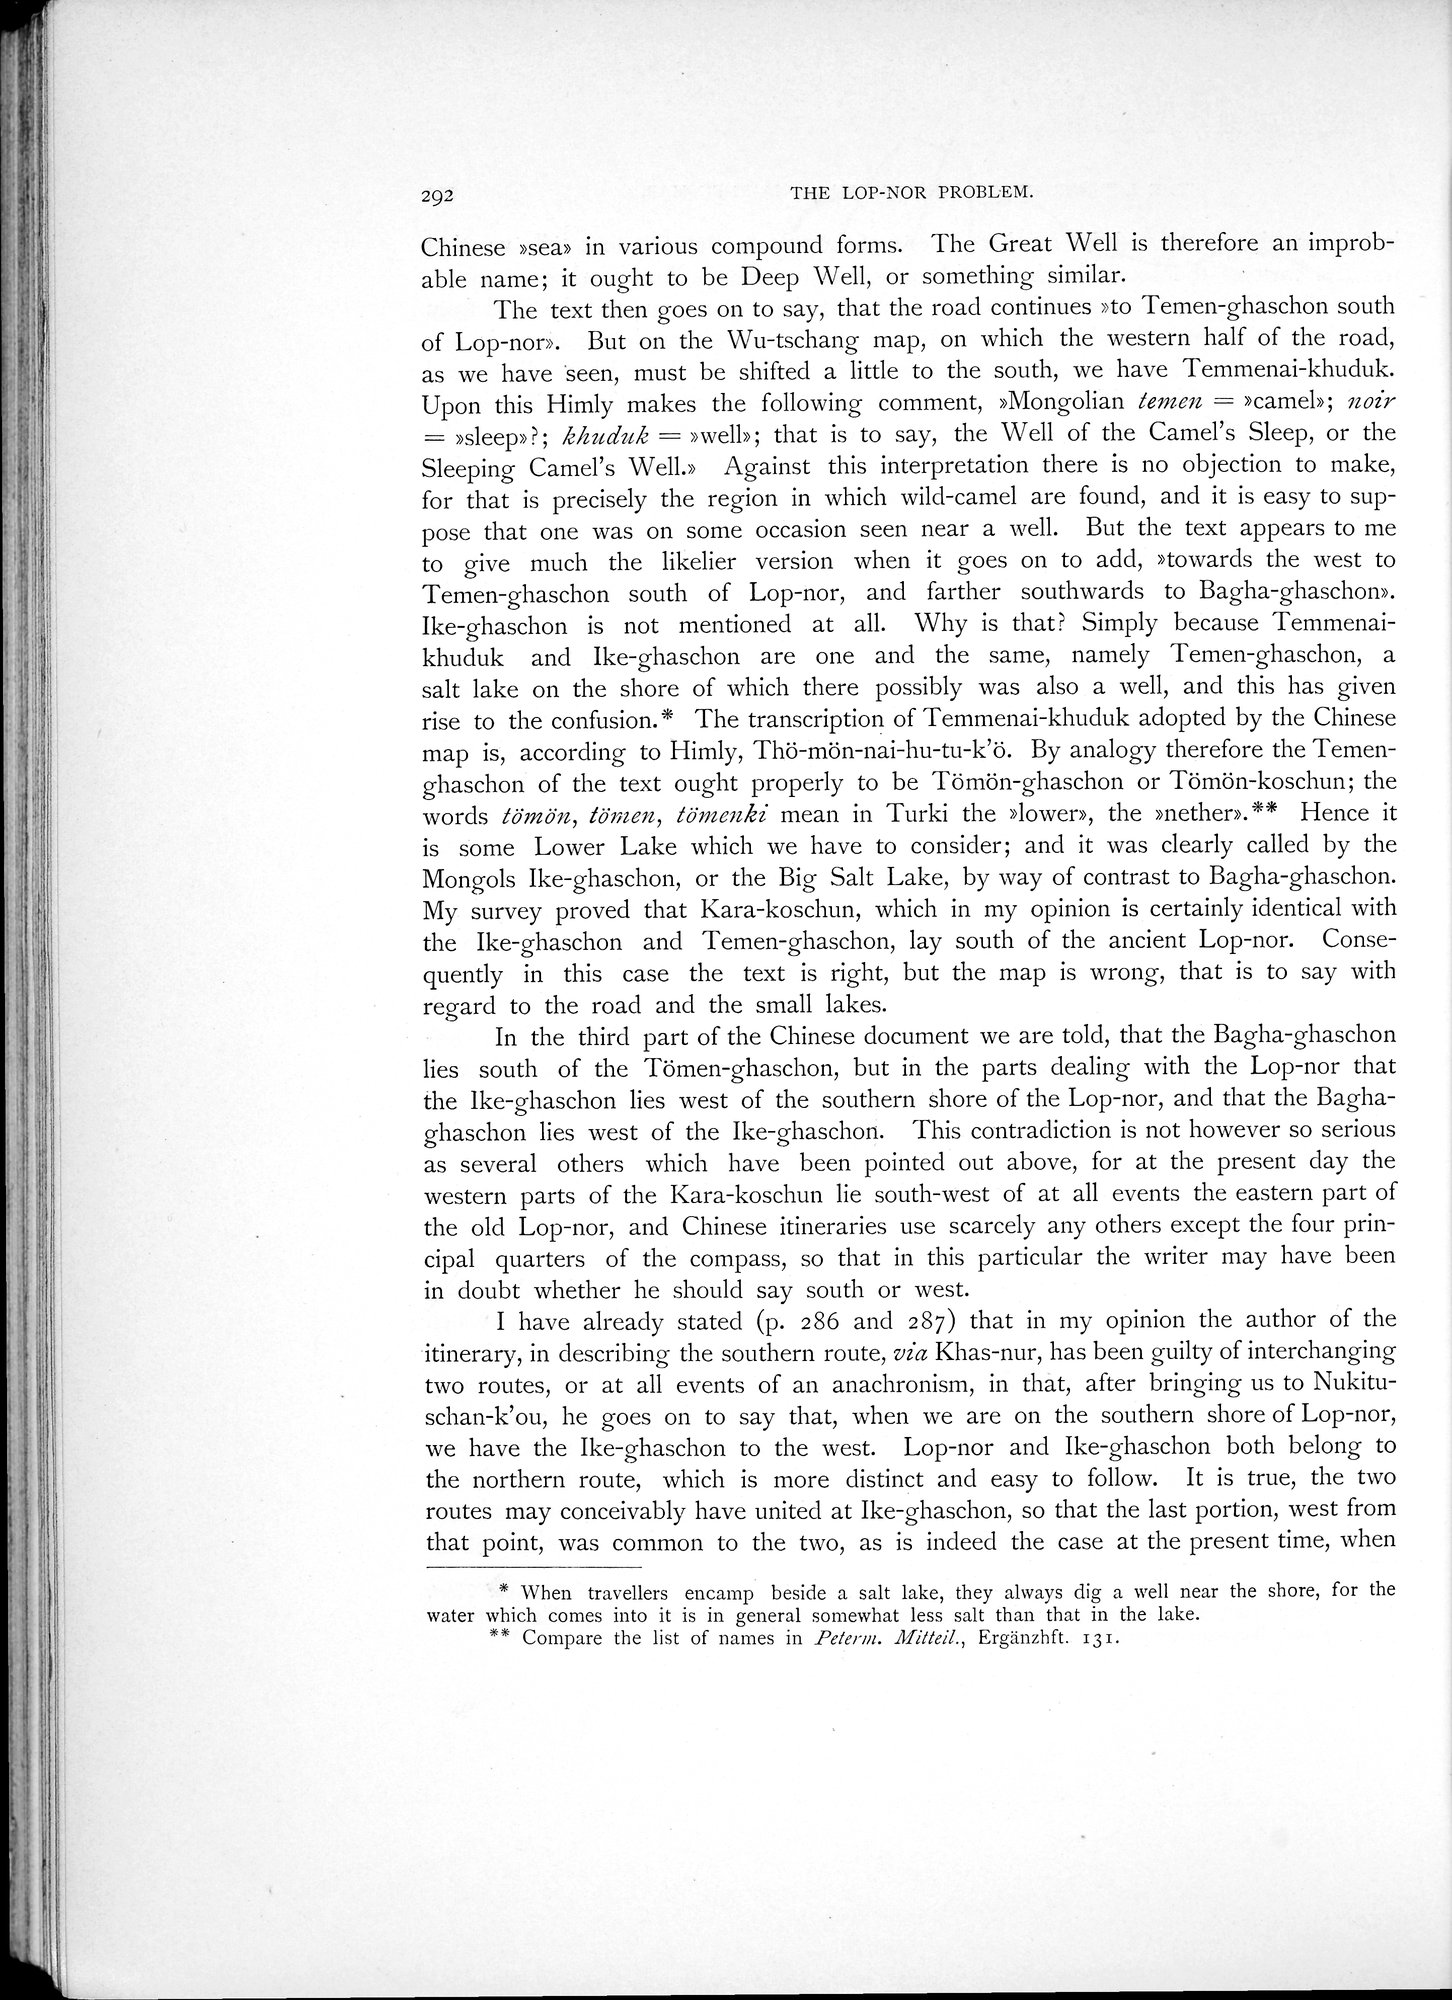 292 THE LOP-NOR PROBLEM.
Chinese »sea» in various compound forms. The Great Well is therefore an improb-
able name; it ought to be Deep Well, or something similar.
The text then goes on to say, that the road continues »to Temen-ghaschon south
of Lop-nor». But on the Wu-tschang map, on which the western half of the road,
as we have seen, must be shifted a little to the south, we have Temmenai-khuduk.
Upon this Himly makes the following comment, »Mongolian temen = »camel»; noir
= »sleep»?; khuduk = »well»; that is to say, the Well of the Camel's Sleep, or the
Sleeping Camel's Well.» Against this interpretation there is no objection to make,
for that is precisely the region in which wild-camel are found, and it is easy to sup-
pose that one was on some occasion seen near a well. But the text appears to me
to give much the likelier version when it goes on to add, »towards the west to
Temen-ghaschon south of Lop-nor, and farther southwards to Bagha-ghaschon».
Ike-ghaschon is not mentioned at all. Why is that? Simply because Temmenai-
khuduk and Ike-ghaschon are one and the same, namely Temen-ghaschon, a
salt lake on the shore of which there possibly was also a well, and this has given
rise to the confusion.* The transcription of Temmenai-khuduk adopted by the Chinese
map is, according to Himly, Thö-mön-nai-hu-tu-k'ö. By analogy therefore the Temen-
ghaschon of the text ought properly to be Tömön-ghaschon or Tömön-koschun; the
words tömön, tömen, tömenki mean in Turki the »lower», the »nether».** Hence it
is some Lower Lake which we have to consider; and it was clearly called by the
Mongols Ike-ghaschon, or the Big Salt Lake, by way of contrast to Bagha-ghaschon.
My survey proved that Kara-koschun, which in my opinion is certainly identical with
the Ike-ghaschon and Temen-ghaschon, lay south of the ancient Lop-nor. Conse-
quently in this case the text is right, but the map is wrong, that is to say with
regard to the road and the small lakes.
In the third part of the Chinese document we are told, that the Bagha-ghaschon
lies south of the Tömen-ghaschon, but in the parts dealing with the Lop-nor that
the Ike-ghaschon lies west of the southern shore of the Lop-nor, and that the Bagha-
ghaschon lies west of the Ike-ghaschon. This contradiction is not however so serious
as several others which have been pointed out above, for at the present day the
western parts of the Kara-koschun lie south-west of at all events the eastern part of
the old Lop-nor, and Chinese itineraries use scarcely any others except the four prin-
cipal quarters of the compass, so that in this particular the writer may have been
in doubt whether he should say south or west.
I have already stated (p. 286 and 287) that in my opinion the author of the
itinerary, in describing the southern route, via Khas-nur, has been guilty of interchanging
two routes, or at all events of an anachronism, in that, after bringing us to Nukitu-
schan-k'ou, he goes on to say that, when we are on the southern shore of Lop-nor,
we have the Ike-ghaschon to the west. Lop-nor and Ike-ghaschon both belong to
the northern route, which is more distinct and easy to follow. It is true, the two
routes may conceivably have united at Ike-ghaschon, so that the last portion, west from
that point, was common to the two, as is indeed the case at the present time, when
* When travellers encamp beside a salt lake, they always dig a well near the shore, for the
water which comes into it is in general somewhat less salt than that in the lake.
** Compare the list of names in Peterm. Mitteil., Ergänzhft. 131.